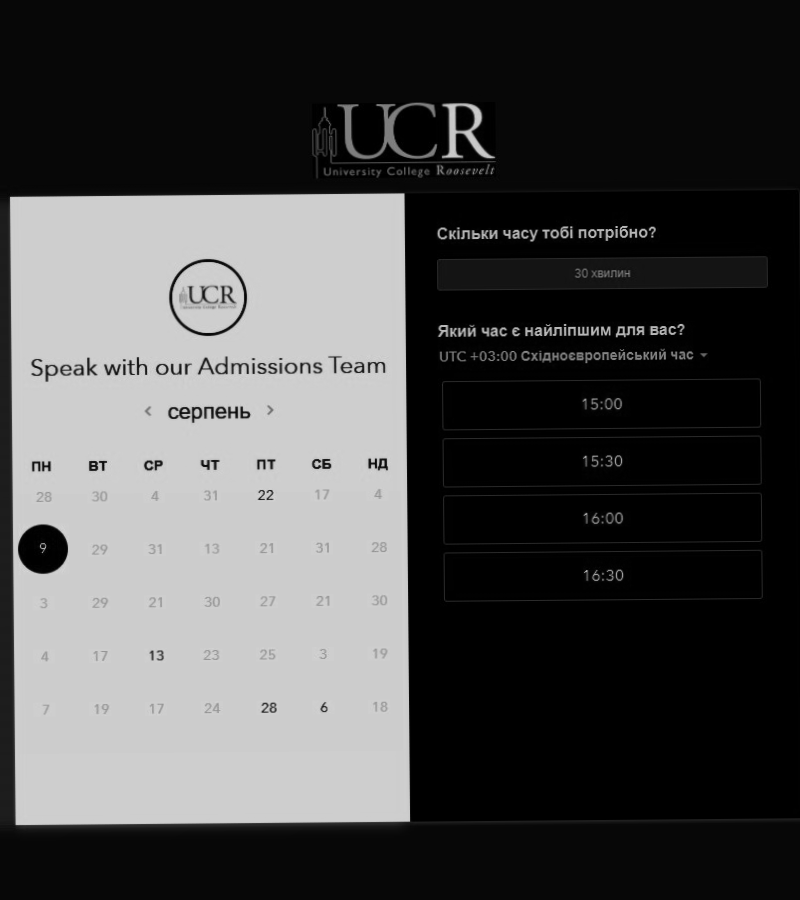 UCR
University College Roosevelt
UCR
University College Roosevelt
Speak with our Admissions Team
серпень
ПН ВТ СР ЧТ ПТ СБ НД
28 30 4 31 22 17 4
9 29 31 13 21 31 28
3 29 21 30 27 21 30
4 17 13 23 25 3 19
7 19 17 24 28 6 18
Скільки часу тобі потрібно?
30 хвилин
Який час є найліпшим для вас?
UTC +03:00 Східноєвропейський час
15:00
15:30
16:00
16:30